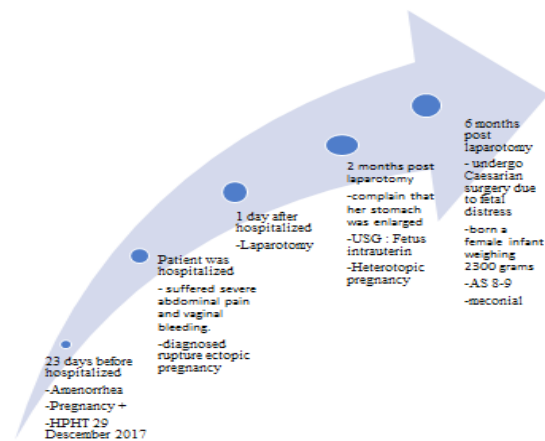 23 days before
hospitalized
-Amenorrhea
-Pregnancy +
-HPHT 29
Descember 2017
Patient was
hospitalized
- suffered severe
abdominal pain
and vaginal
bleeding.
-diagnosed
rupture ectopic
pregnancy
1 day after
hospitalized
-Laparotomy
2 months post
laparotomy
-complain that
her stomach
was enlarged
-USG : Fetus
intrauterin
-Heterotopic
pregnancy
6 months
post
laparotomy
- undergo
Caesarian
surgery due
to fetal
distress
-born a
female infant
weighing
2300 grams
-AS 8-9
-meconial